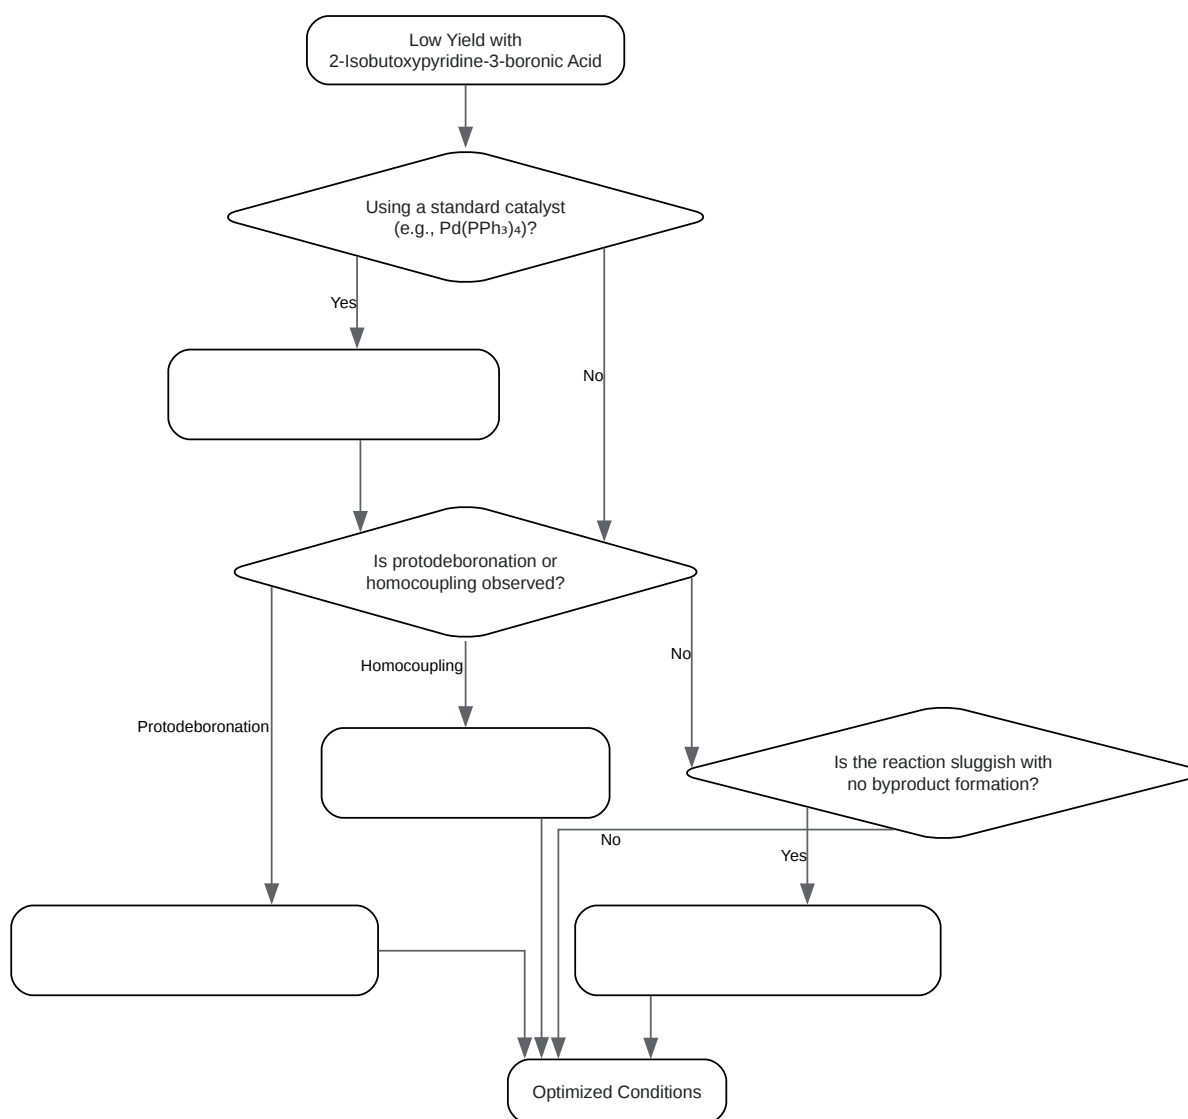 Low Yield with
2-Isobutoxypyridine-3-boronic Acid
Using a standard catalyst
(e.g., Pd(PPh₃)₄)?
Yes
No
Is protodeboronation or
homocoupling observed?
Homocoupling
No
Protodeboronation
Is the reaction sluggish with
no byproduct formation?
No
Yes
Optimized Conditions